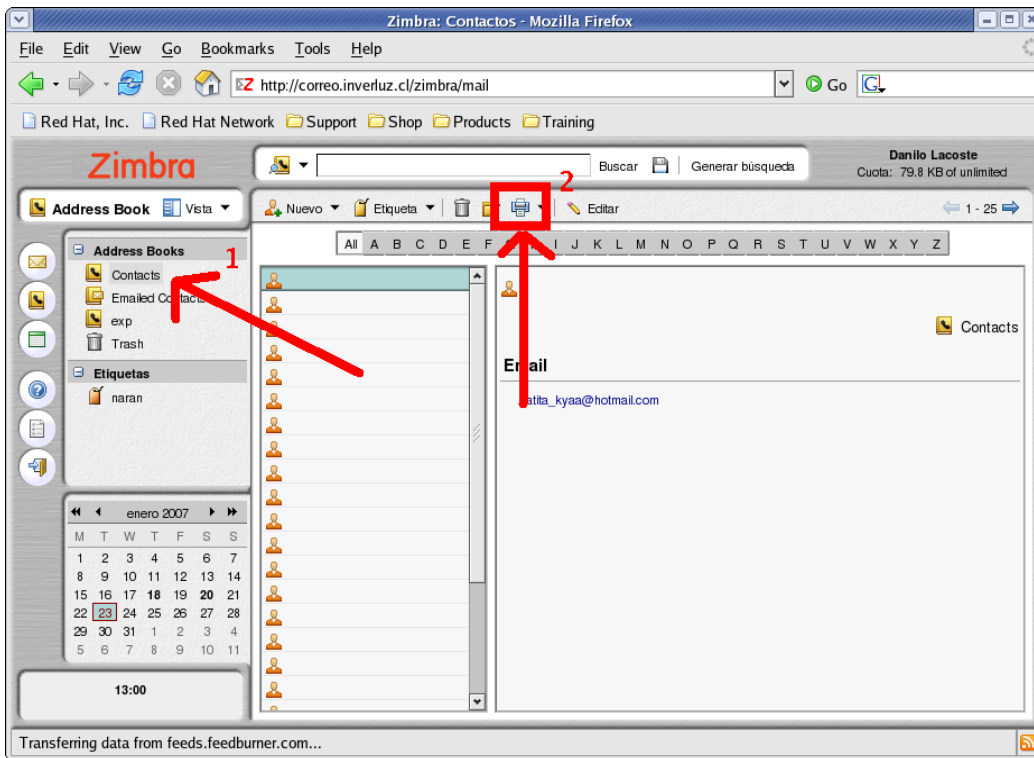 Zimbra: Contactos - Mozilla Firefox
File Edit View Go Bookmarks Tools Help
http://correo.inverluz.cl/zimbra/mail Go G
Red Hat, Inc. Red Hat Network Support Shop Products Training
Zimbra
Buscar Generar búsqueda
Danilo Lacoste
Cuota: 79.8 KB of unlimited
2
Address Book Vista
Nuevo Etiqueta Editar 1 - 25
All A B C D E F I J K L M N O P Q R S T U V W X Y Z
Address Books
1
Contacts
Emailed Contacts
exp
Trash
Etiquetas
naran
Contacts
Email
atita_kyaa@hotmail.com
enero 2007
M T W T F S S
1 2 3 4 5 6 7
8 9 10 11 12 13 14
15 16 17 18 19 20 21
22 23 24 25 26 27 28
29 30 31 1 2 3 4
5 6 7 8 9 10 11
13:00
Transferring data from feeds.feedburner.com...